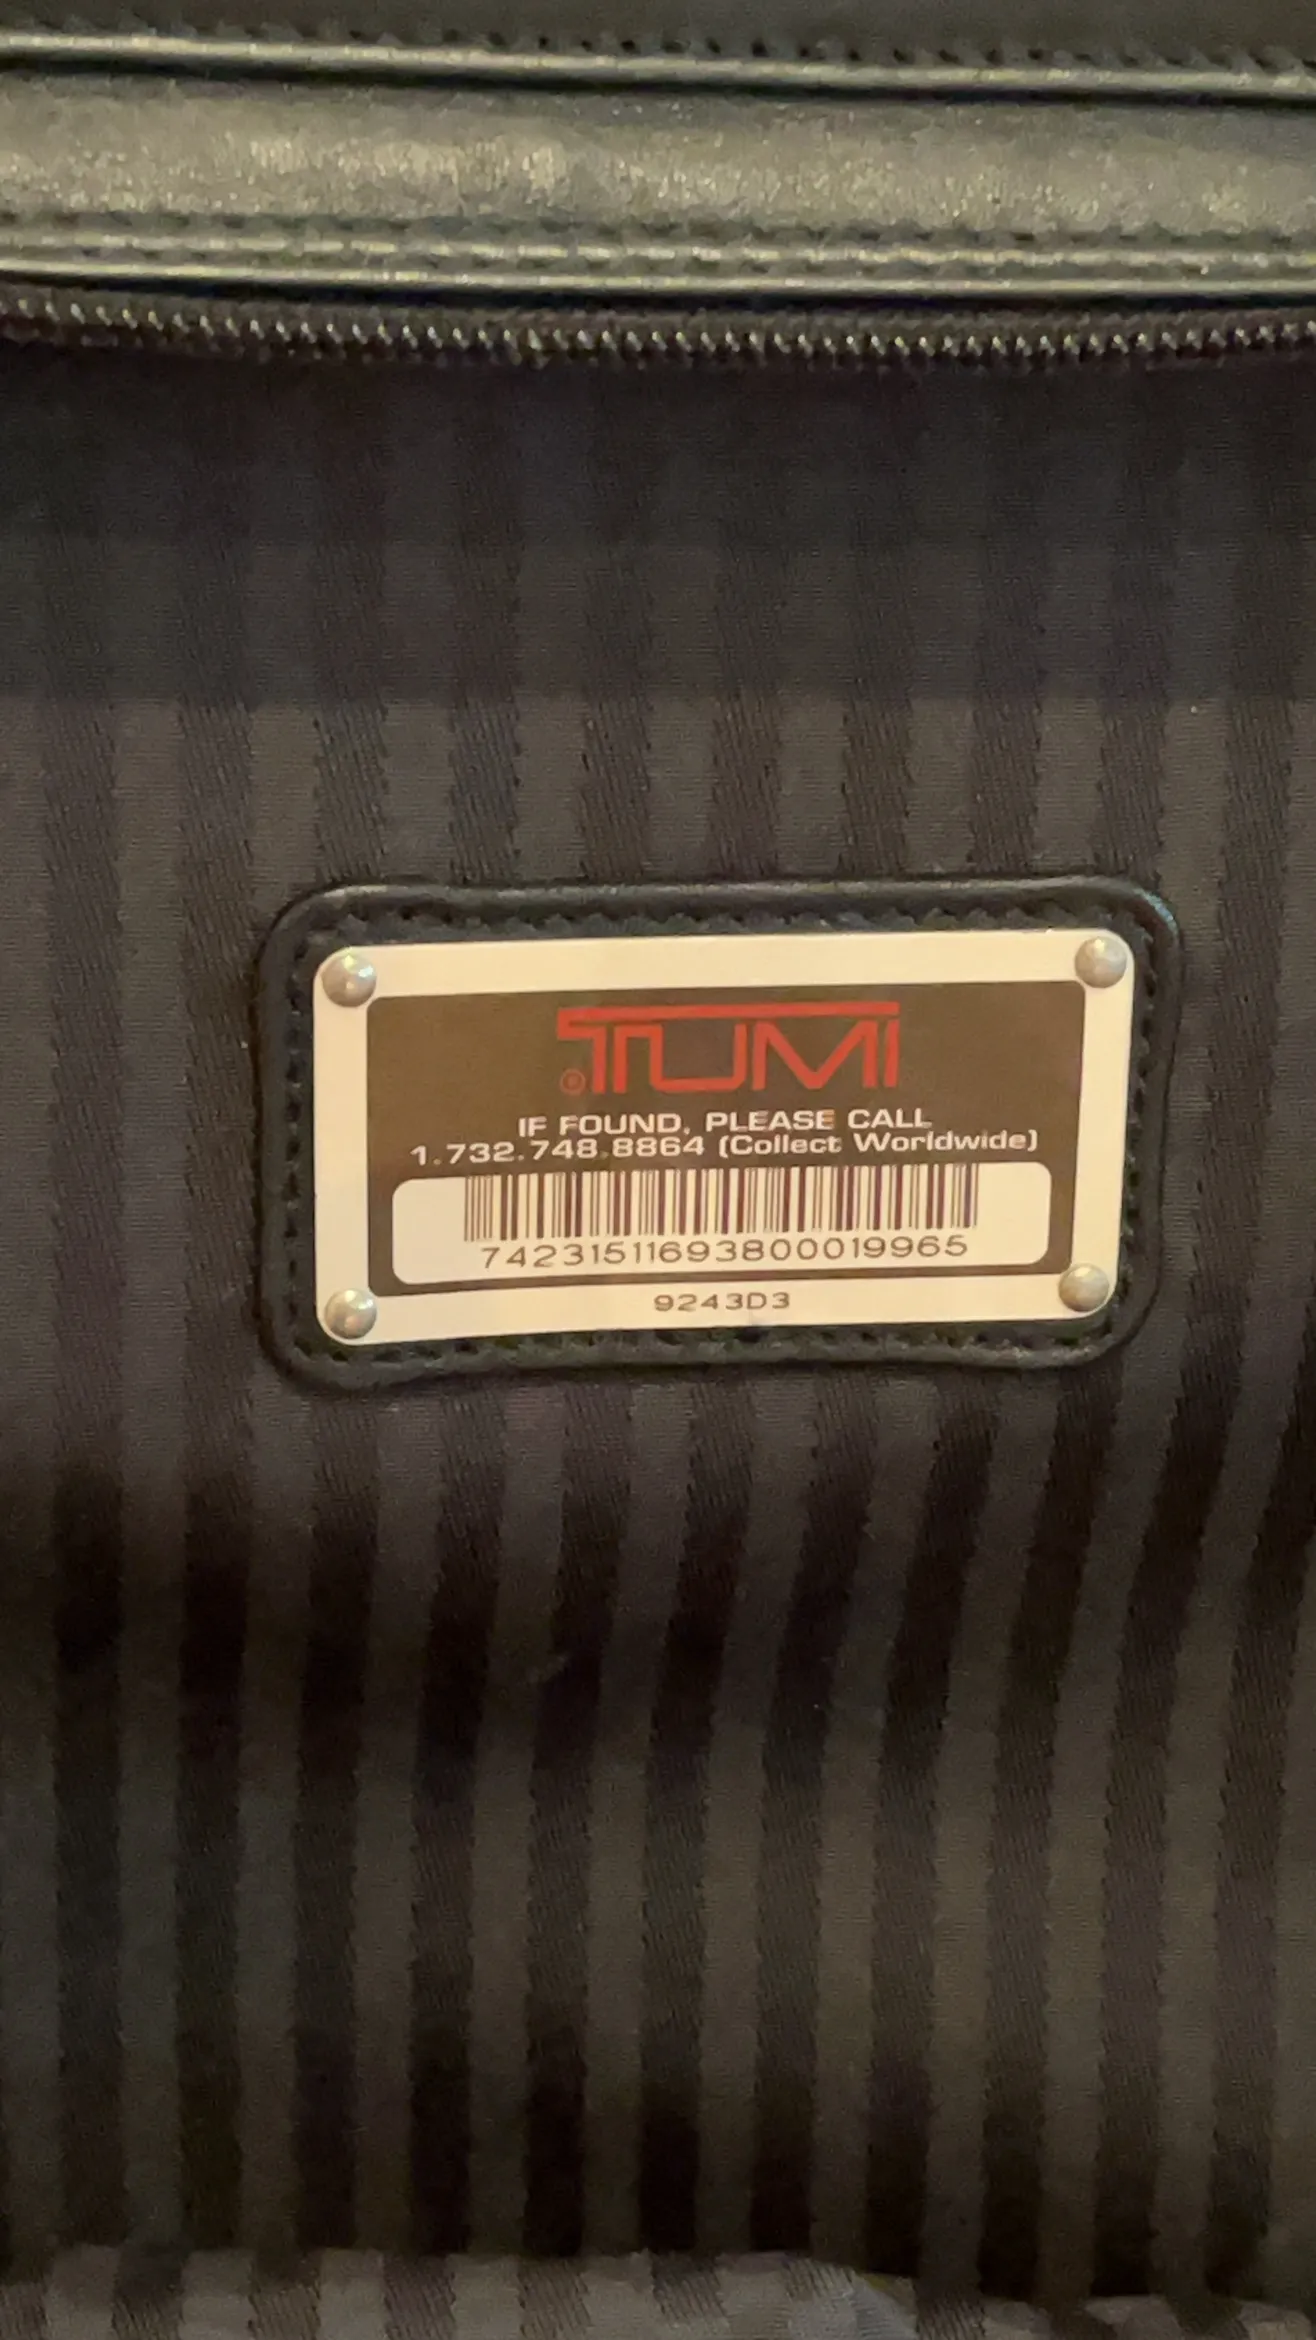 TUMI
®
IF FOUND, PLEASE CALL
1.732.748.8864 (Collect Worldwide)
74231511693800019965
9243D3